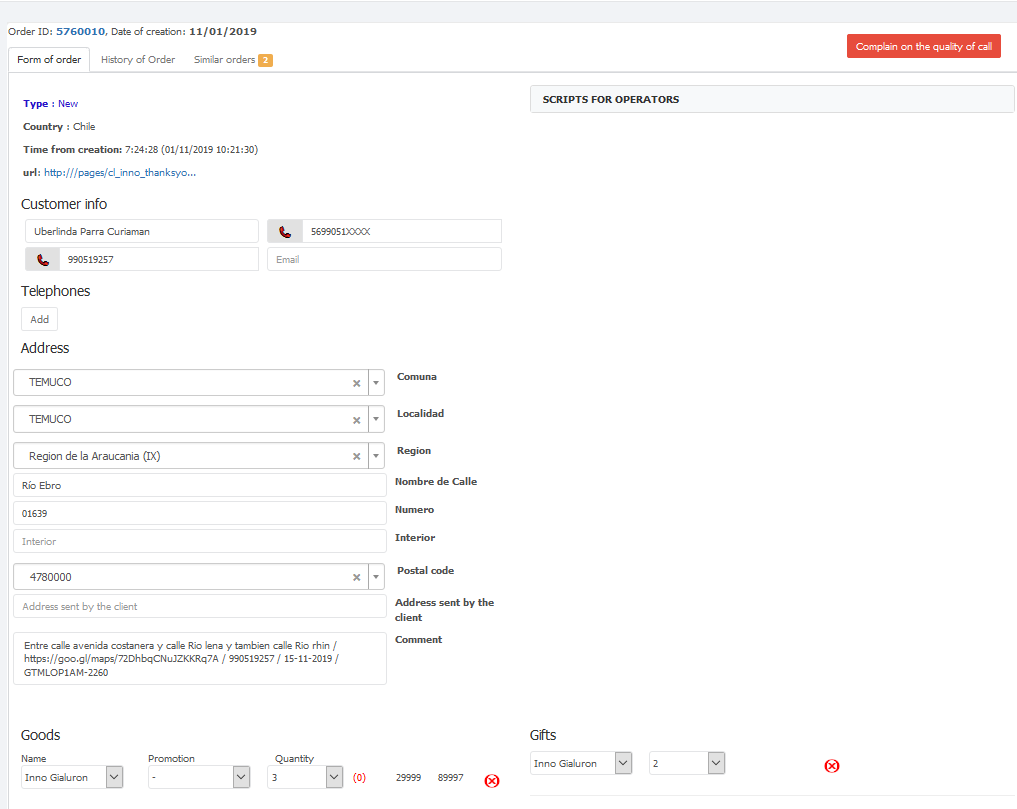 Order ID: 5760010, Date of creation: 11/01/2019
Complain on the quality of call
Form of order
History of Order
Similar orders 2
Type : New
Country : Chile
Time from creation: 7:24:28 (01/11/2019 10:21:30)
url: http:///pages/cl_inno_thanksyo...
SCRIPTS FOR OPERATORS
Customer info
Uberlinda Parra Curiaman
5699051XXXX
990519257
Email
Telephones
Add
Address
TEMUCO
Comuna
TEMUCO
Localidad
Region de la Araucania (IX)
Region
Río Ebro
Nombre de Calle
01639
Numero
Interior
Interior
4780000
Postal code
Address sent by the client
Address sent by the
client
Comment
Entre calle avenida costanera y calle Rio lena y tambien calle Rio rhin /
https://goo.gl/maps/72DhbqCNuJZKKRq7A / 990519257 / 15-11-2019 /
GTMLOP1AM-2260
Goods
Name
Promotion
Quantity
Inno Gialuron
-
3
(0)
29999
89997
Gifts
Inno Gialuron
2